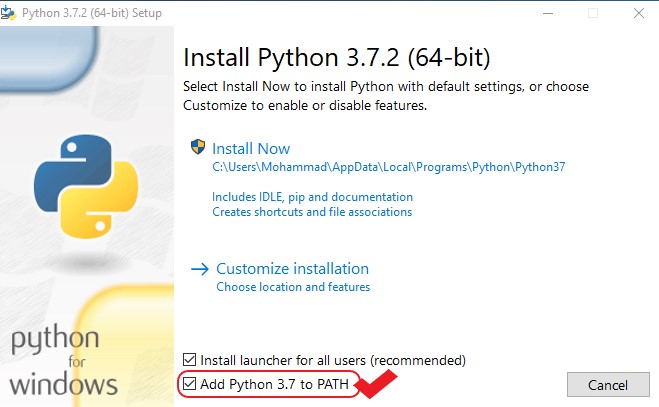 Python 3.7.2 (64-bit) Setup
Install Python 3.7.2 (64-bit)
Select Install Now to install Python with default settings, or choose
Customize to enable or disable features.
Install Now
C:\Users\Mohammad\AppData\Local\Programs\Python\Python37
Includes IDLE, pip and documentation
Creates shortcuts and file associations
Customize installation
Choose location and features
python
for
windows
Install launcher for all users (recommended)
Add Python 3.7 to PATH
Cancel